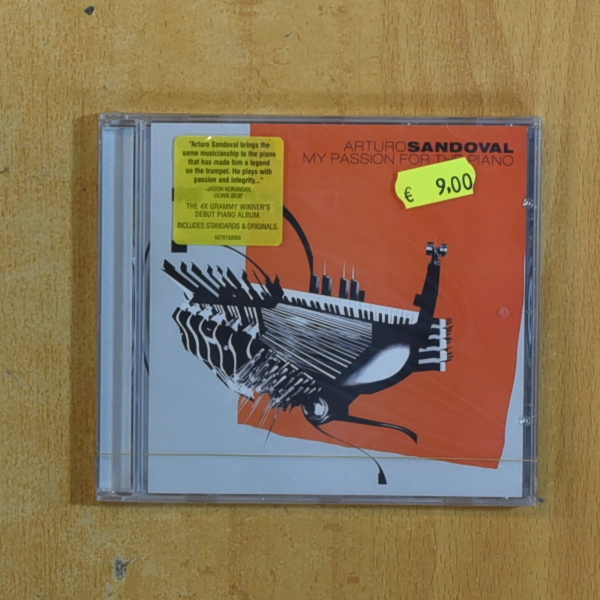 "Arturo Sandoval brings the
same musicianship to the piano
that has made him a legend
on the trumpet. He plays with
passion and integrity..."
DOWN BEAT
THE 4X GRAMMY WINNER'S
DEBUT PIANO ALBUM.
INCLUDES STANDARDS & ORIGINALS.
ARTURO SANDOVAL
MY PASSION FOR THE PIANO
€ 9,00